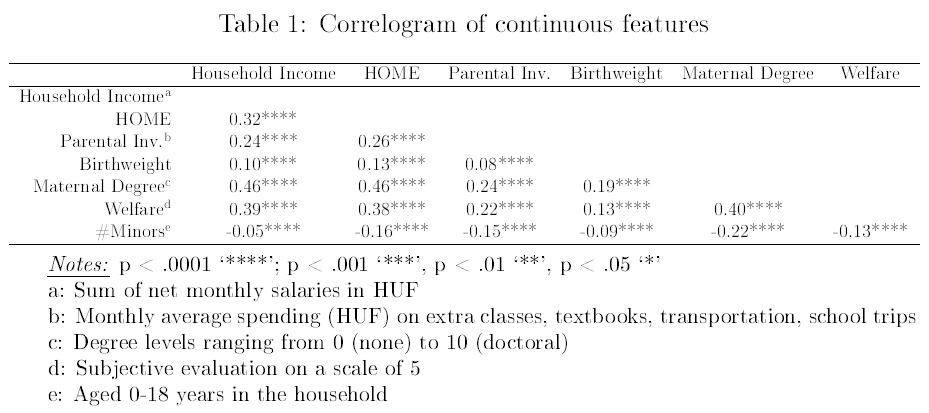 Table 1: Correlogram of continuous features
Household Income HOME Parental Inv. Birthweight Maternal Degree Welfare
Household Incomeᵃ
HOME 0.32****
Parental Inv.ᵇ 0.24**** 0.26****
Birthweight 0.10**** 0.13**** 0.08****
Maternal Degreeᶜ 0.46**** 0.46**** 0.24**** 0.19****
Welfareᵈ 0.39**** 0.38**** 0.22**** 0.13**** 0.40****
#Minorsᵉ -0.05**** -0.16**** -0.15**** -0.09**** -0.22**** -0.13****
Notes: p < .0001 ‘****’; p < .001 ‘***’, p < .01 ‘**’, p < .05 ‘*’
a: Sum of net monthly salaries in HUF
b: Monthly average spending (HUF) on extra classes, textbooks, transportation, school trips
c: Degree levels ranging from 0 (none) to 10 (doctoral)
d: Subjective evaluation on a scale of 5
e: Aged 0-18 years in the household